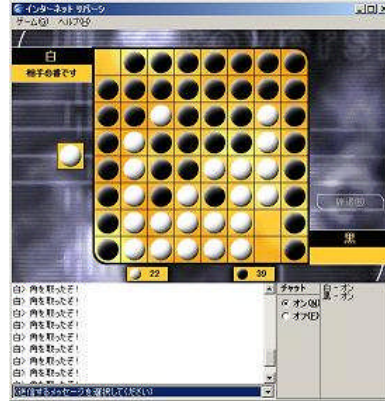 インターネット リバーシ
ゲーム(G) ヘルプ(H)
白
相手の番です
黒
22
39
白> 角を取ったぞ!
白> 角を取ったぞ!
白> 角を取ったぞ!
白> 角を取ったぞ!
白> 角を取ったぞ!
白> 角を取ったぞ!
白> 角を取ったぞ!
白> 角を取ったぞ!
チャット
オン(N)
オフ(F)
白 - オン
黒 - オン
送信するメッセージを選択してください